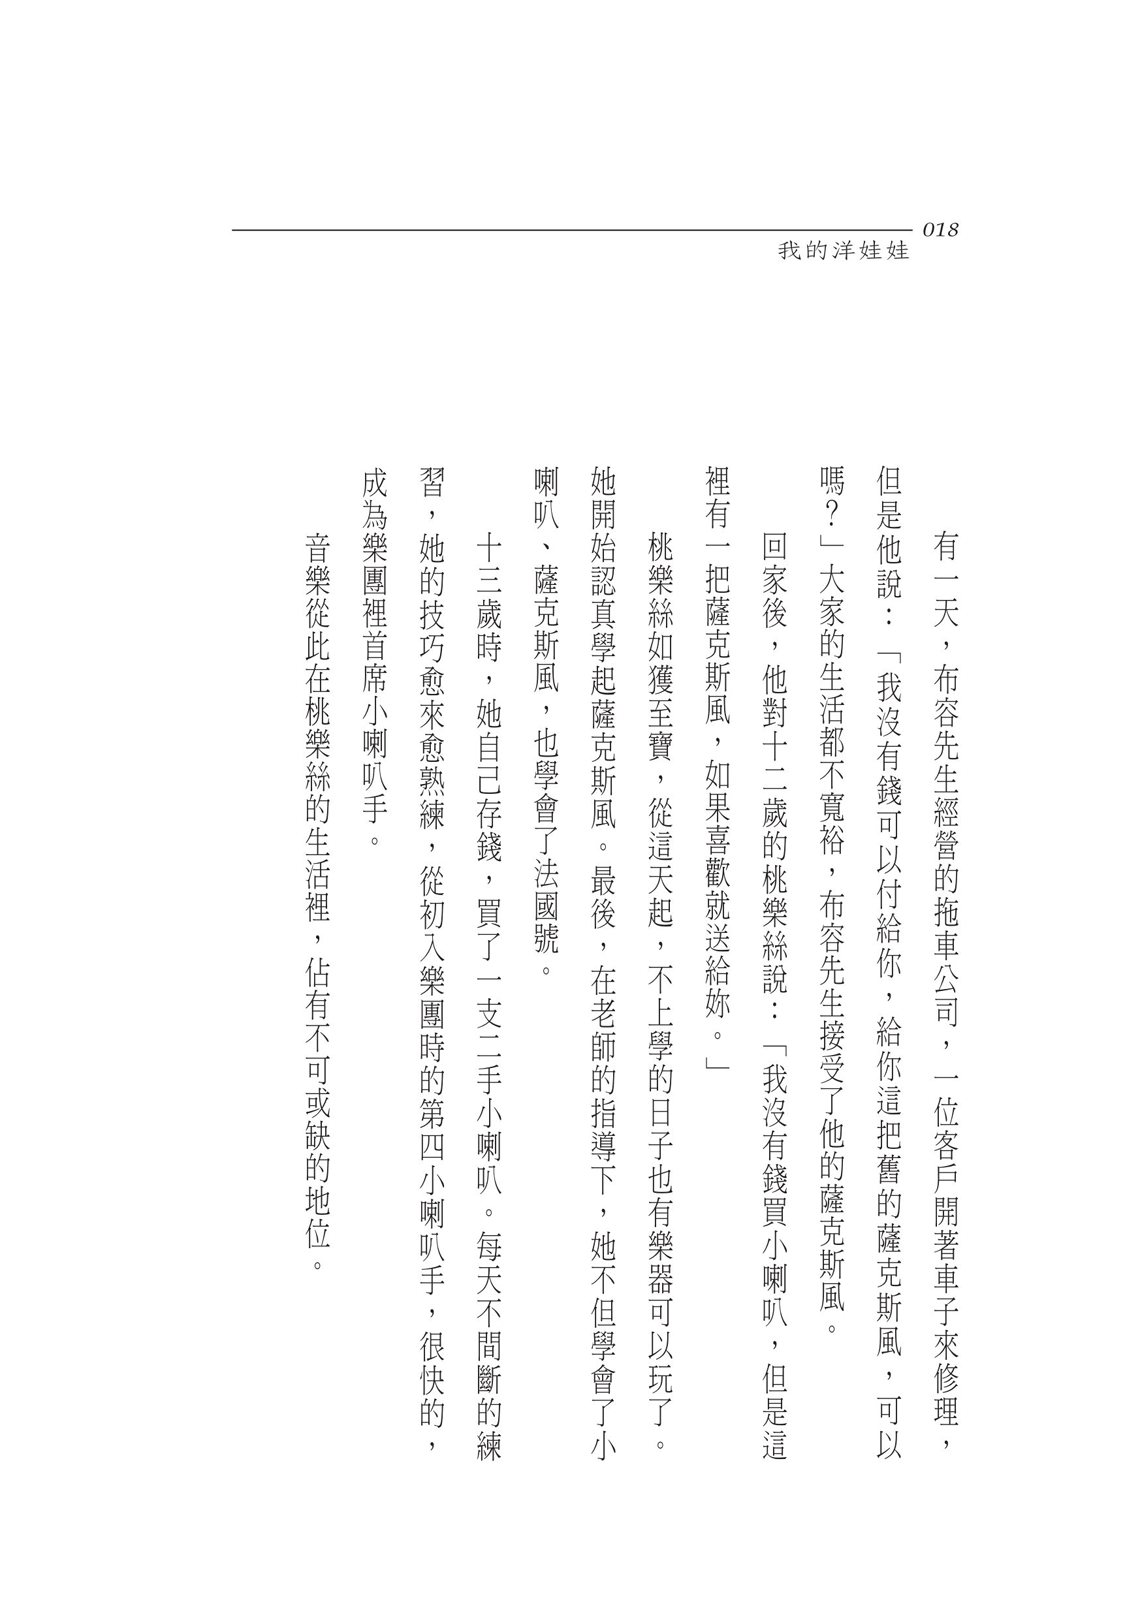 018
我的洋娃娃
有一天，布容先生經營的拖車公司，一位客戶開著車子來修理，
但是他說：「我沒有錢可以付給你，給你這把舊的薩克斯風，可以
嗎？」大家的生活都不寬裕，布容先生接受了他的薩克斯風。
回家後，他對十二歲的桃樂絲說：「我沒有錢買小喇叭，但是這
裡有一把薩克斯風，如果喜歡就送給妳。」
桃樂絲如獲至寶，從這天起，不上學的日子也有樂器可以玩了。
她開始認真學起薩克斯風。最後，在老師的指導下，她不但學會了小
喇叭、薩克斯風，也學會了法國號。
十三歲時，她自己存錢，買了一支二手小喇叭。每天不間斷的練
習，她的技巧愈來愈熟練，從初入樂團時的第四小喇叭手，很快的，
成為樂團裡首席小喇叭手。
音樂從此在桃樂絲的生活裡，佔有不可或缺的地位。